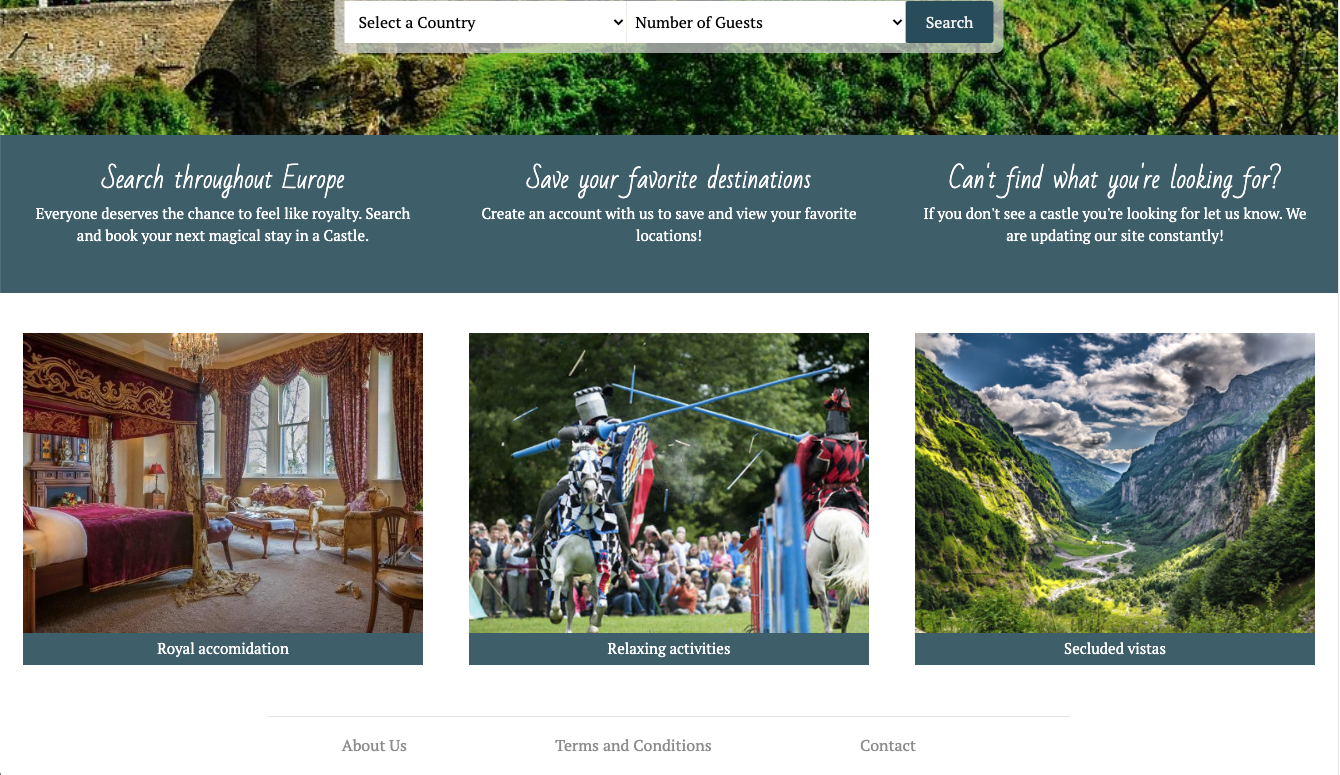 Select a Country Number of Guests Search
Search throughout Europe
Everyone deserves the chance to feel like royalty. Search
and book your next magical stay in a Castle.
Save your favorite destinations
Create an account with us to save and view your favorite
locations!
Can't find what you're looking for?
If you don't see a castle you're looking for let us know. We
are updating our site constantly!
Royal accomidation
Relaxing activities
Secluded vistas
About Us Terms and Conditions Contact